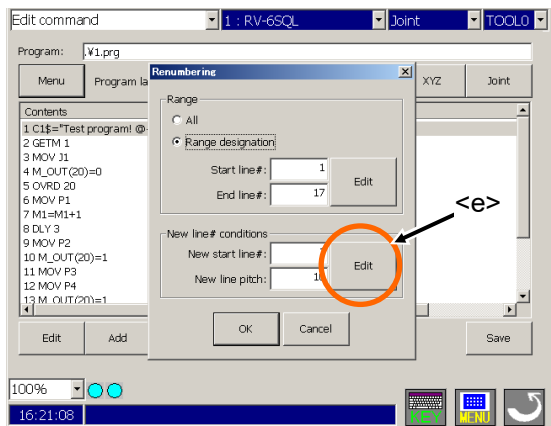 Edit command 1 : RV-6SQL Joint TOOL0
Program: .¥1.prg
Menu Program la XYZ Joint
Renumbering
Range
All
Range designation
Start line#: 1
End line#: 17
Edit
New line# conditions
New start line#:
New line pitch:
Edit
OK Cancel
<e>
Contents
1 C1$="Test program! @
2 GETM 1
3 MOV J1
4 M_OUT(20)=0
5 OVRD 20
6 MOV P1
7 M1=M1+1
8 DLY 3
9 MOV P2
10 M_OUT(20)=1
11 MOV P3
12 MOV P4
13 M_OUT(20)=1
Edit Add Save
100%
16:21:08
KEY MENU